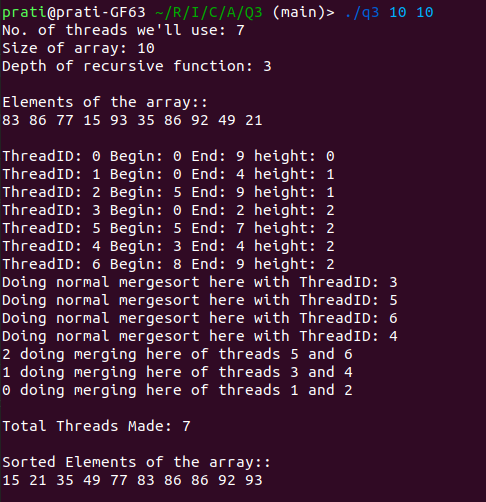 prati@prati-GF63 ~/R/I/C/A/Q3 (main)> ./q3 10 10
No. of threads we'll use: 7
Size of array: 10
Depth of recursive function: 3
Elements of the array::
83 86 77 15 93 35 86 92 49 21
ThreadID: 0 Begin: 0 End: 9 height: 0
ThreadID: 1 Begin: 0 End: 4 height: 1
ThreadID: 2 Begin: 5 End: 9 height: 1
ThreadID: 3 Begin: 0 End: 2 height: 2
ThreadID: 5 Begin: 5 End: 7 height: 2
ThreadID: 4 Begin: 3 End: 4 height: 2
ThreadID: 6 Begin: 8 End: 9 height: 2
Doing normal mergesort here with ThreadID: 3
Doing normal mergesort here with ThreadID: 5
Doing normal mergesort here with ThreadID: 6
Doing normal mergesort here with ThreadID: 4
2 doing merging here of threads 5 and 6
1 doing merging here of threads 3 and 4
0 doing merging here of threads 1 and 2
Total Threads Made: 7
Sorted Elements of the array::
15 21 35 49 77 83 86 86 92 93